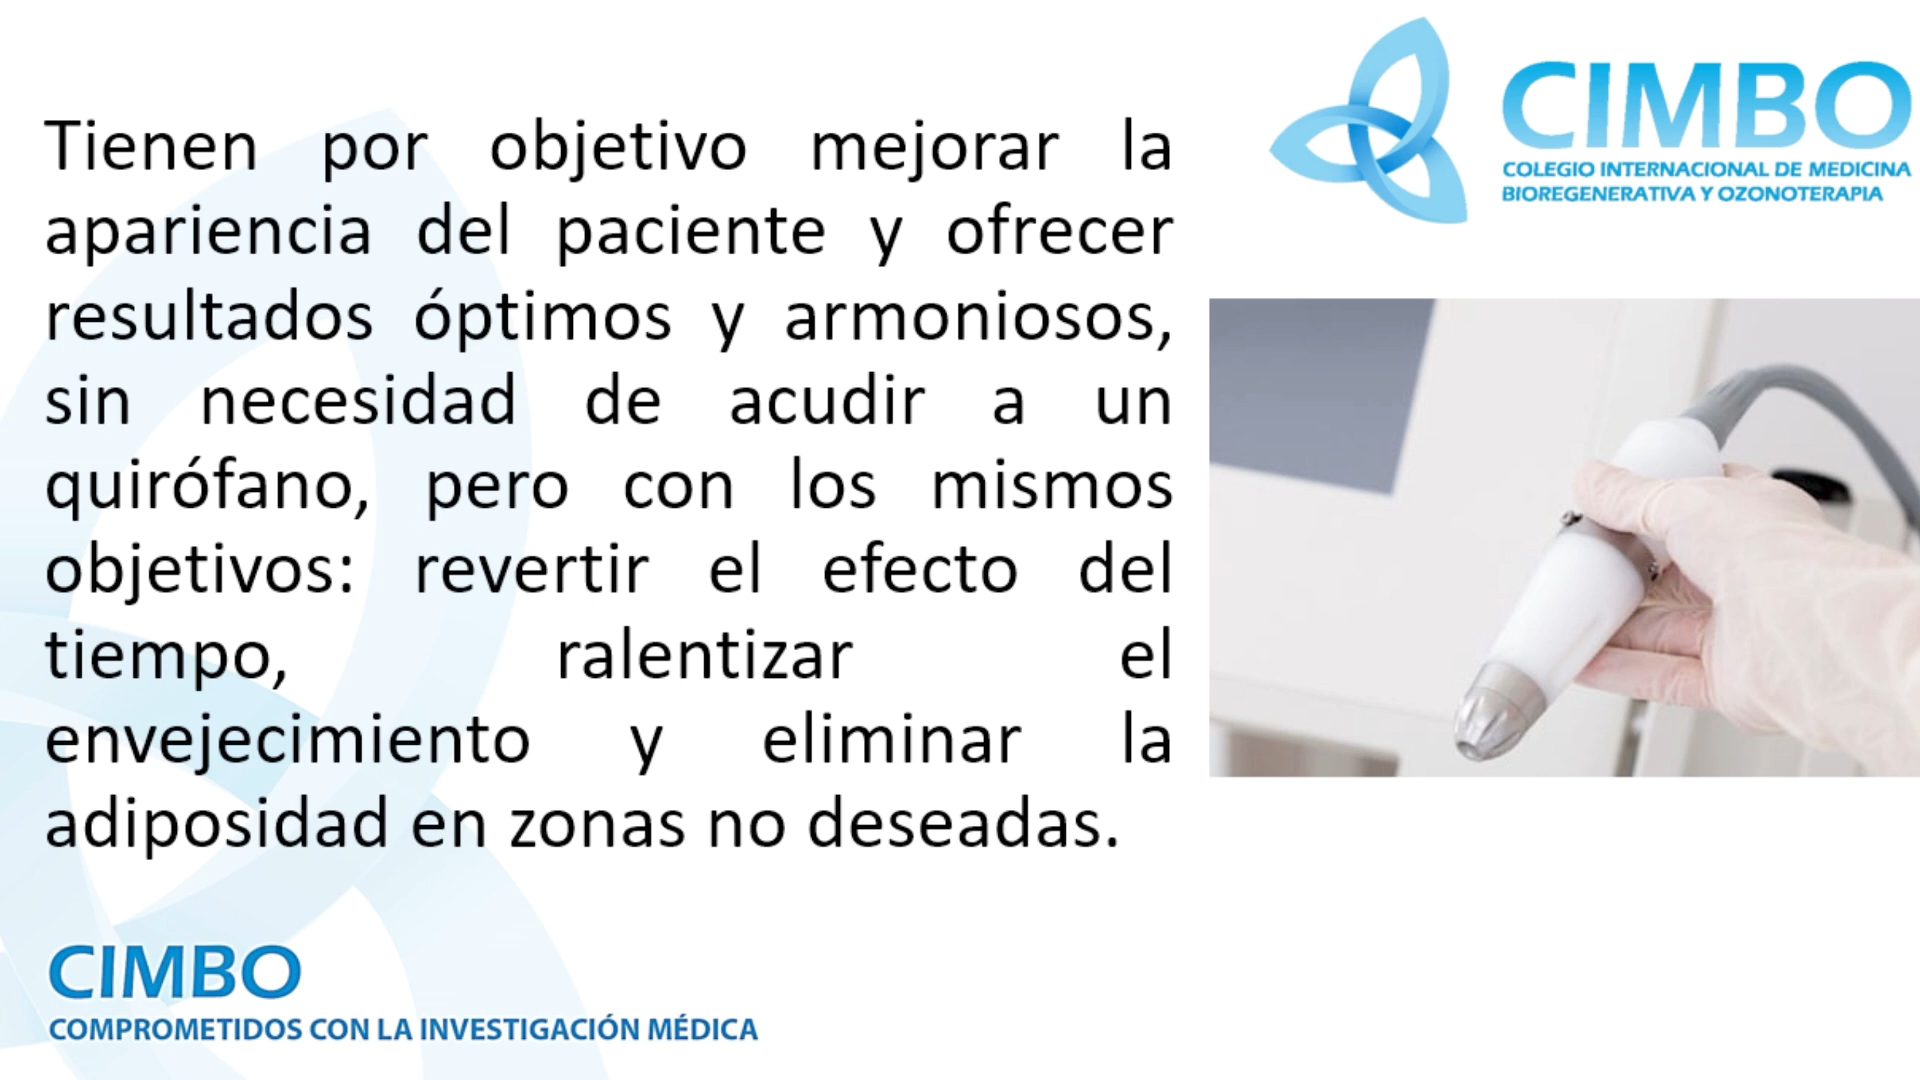 Tienen por objetivo mejorar la
apariencia del paciente y ofrecer
resultados óptimos y armoniosos,
sin necesidad de acudir a un
quirófano, pero con los mismos
objetivos: revertir el efecto del
tiempo, ralentizar el
envejecimiento y eliminar la
adiposidad en zonas no deseadas.
CIMBO
COLEGIO INTERNACIONAL DE MEDICINA
BIOREGENERATIVA Y OZONOTERAPIA
CIMBO
COMPROMETIDOS CON LA INVESTIGACIÓN MÉDICA